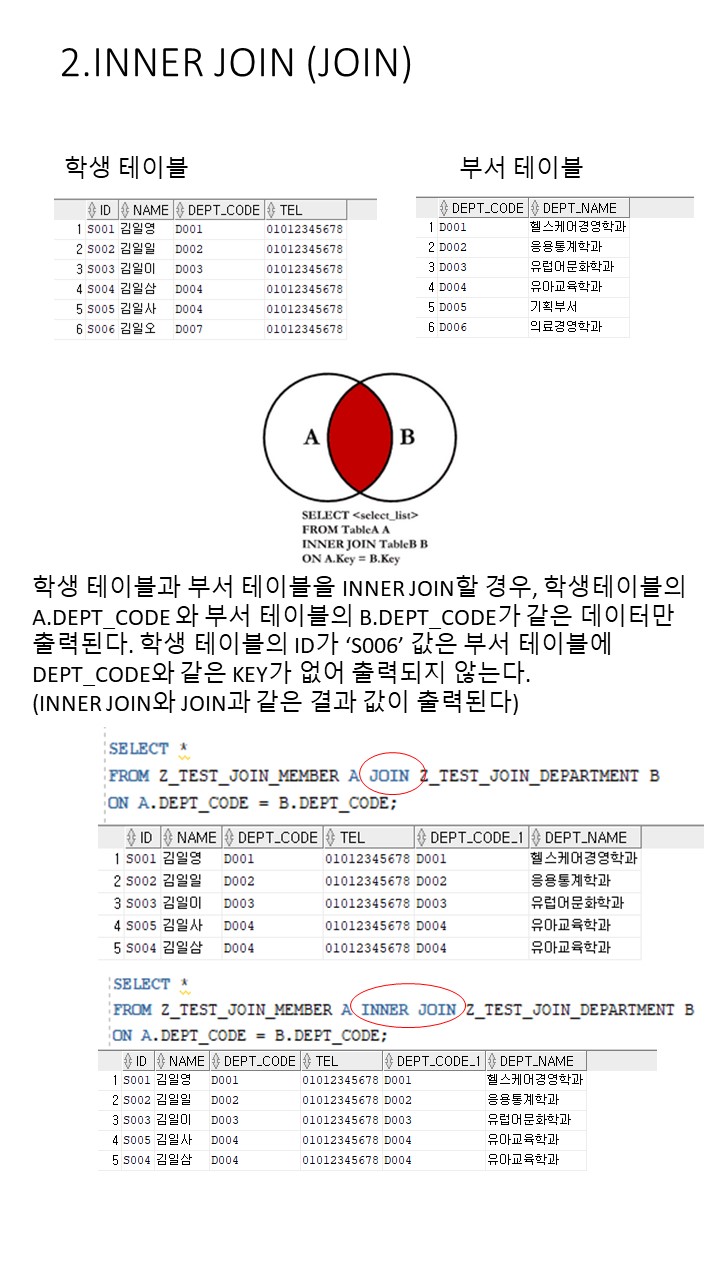 2.INNER JOIN (JOIN)
학생 테이블
부서 테이블
ID NAME DEPT_CODE TEL
1 S001 김일영 D001 01012345678
2 S002 김일일 D002 01012345678
3 S003 김일이 D003 01012345678
4 S004 김일삼 D004 01012345678
5 S005 김일사 D004 01012345678
6 S006 김일오 D007 01012345678
DEPT_CODE DEPT_NAME
1 D001 헬스케어경영학과
2 D002 응용통계학과
3 D003 유럽어문화학과
4 D004 유아교육학과
5 D005 기획부서
6 D006 의료경영학과
A B
SELECT <select_list>
FROM TableA A
INNER JOIN TableB B
ON A.Key = B.Key
학생 테이블과 부서 테이블을 INNER JOIN할 경우, 학생테이블의
A.DEPT_CODE 와 부서 테이블의 B.DEPT_CODE가 같은 데이터만
출력된다. 학생 테이블의 ID가 ‘S006’ 값은 부서 테이블에
DEPT_CODE와 같은 KEY가 없어 출력되지 않는다.
(INNER JOIN와 JOIN과 같은 결과 값이 출력된다)
SELECT *
FROM Z_TEST_JOIN_MEMBER A JOIN Z_TEST_JOIN_DEPARTMENT B
ON A.DEPT_CODE = B.DEPT_CODE;
ID NAME DEPT_CODE TEL DEPT_CODE_1 DEPT_NAME
1 S001 김일영 D001 01012345678 D001 헬스케어경영학과
2 S002 김일일 D002 01012345678 D002 응용통계학과
3 S003 김일이 D003 01012345678 D003 유럽어문화학과
4 S005 김일사 D004 01012345678 D004 유아교육학과
5 S004 김일삼 D004 01012345678 D004 유아교육학과
SELECT *
FROM Z_TEST_JOIN_MEMBER A INNER JOIN Z_TEST_JOIN_DEPARTMENT B
ON A.DEPT_CODE = B.DEPT_CODE;
ID NAME DEPT_CODE TEL DEPT_CODE_1 DEPT_NAME
1 S001 김일영 D001 01012345678 D001 헬스케어경영학과
2 S002 김일일 D002 01012345678 D002 응용통계학과
3 S003 김일이 D003 01012345678 D003 유럽어문화학과
4 S005 김일사 D004 01012345678 D004 유아교육학과
5 S004 김일삼 D004 01012345678 D004 유아교육학과